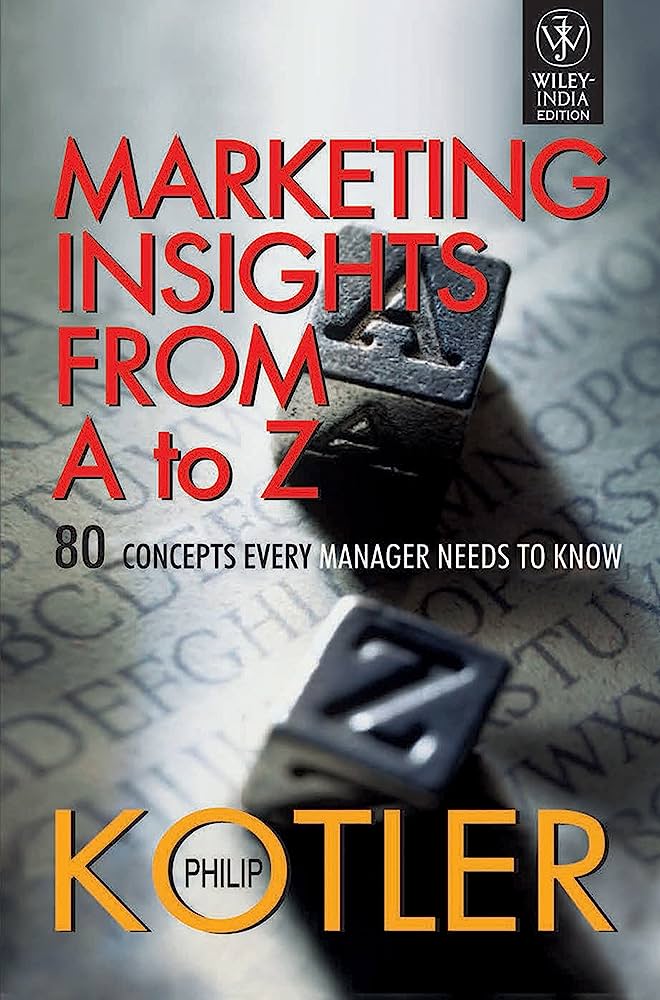 WILEY-
INDIA
EDITION
MARKETING
INSIGHTS
FROM
A to Z
80 CONCEPTS EVERY MANAGER NEEDS TO KNOW
A
Z
KOTLER
PHILIP